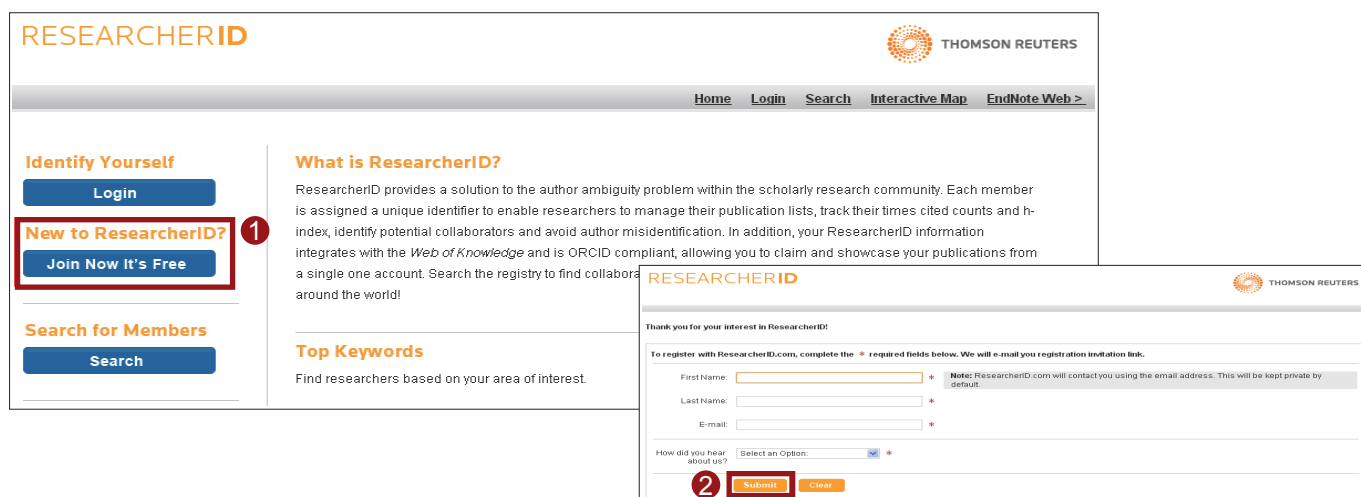 RESEARCHERID
THOMSON REUTERS
Home Login Search Interactive Map EndNote Web >
Identify Yourself
Login
New to ResearcherID?
1
Join Now It's Free
Search for Members
Search
What is ResearcherID?
ResearcherID provides a solution to the author ambiguity problem within the scholarly research community. Each member
is assigned a unique identifier to enable researchers to manage their publication lists, track their times cited counts and h-
index, identify potential collaborators and avoid author misidentification. In addition, your ResearcherID information
integrates with the Web of Knowledge and is ORCID compliant, allowing you to claim and showcase your publications from
a single one account. Search the registry to find collabora
around the world!
Top Keywords
Find researchers based on your area of interest.
RESEARCHERID
THOMSON REUTERS
Thank you for your interest in ResearcherID!
To register with ResearcherID.com, complete the * required fields below. We will e-mail you registration invitation link.
First Name: *
Note: ResearcherID.com will contact you using the email address. This will be kept private by
default.
Last Name: *
E-mail: *
How did you hear
about us?
Select an Option: *
2
Submit Clear